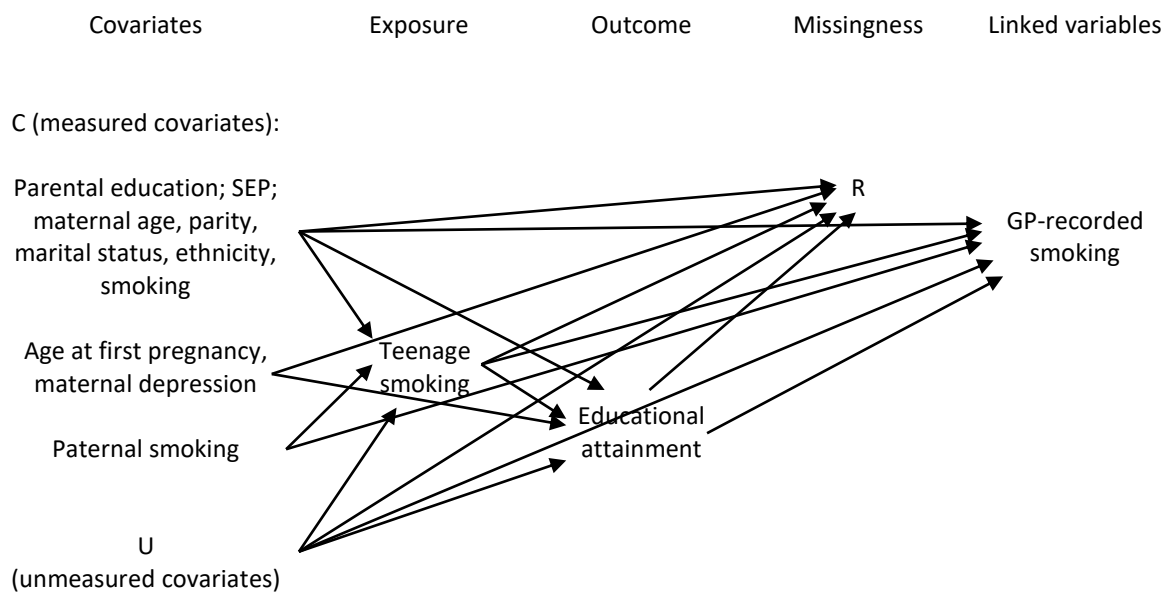 Covariates
Exposure
Outcome
Missingness
Linked variables
C (measured covariates):
Parental education; SEP;
maternal age, parity,
marital status, ethnicity,
smoking
R
GP-recorded
smoking
Age at first pregnancy,
maternal depression
Teenage
smoking
Educational
attainment
Paternal smoking
U
(unmeasured covariates)